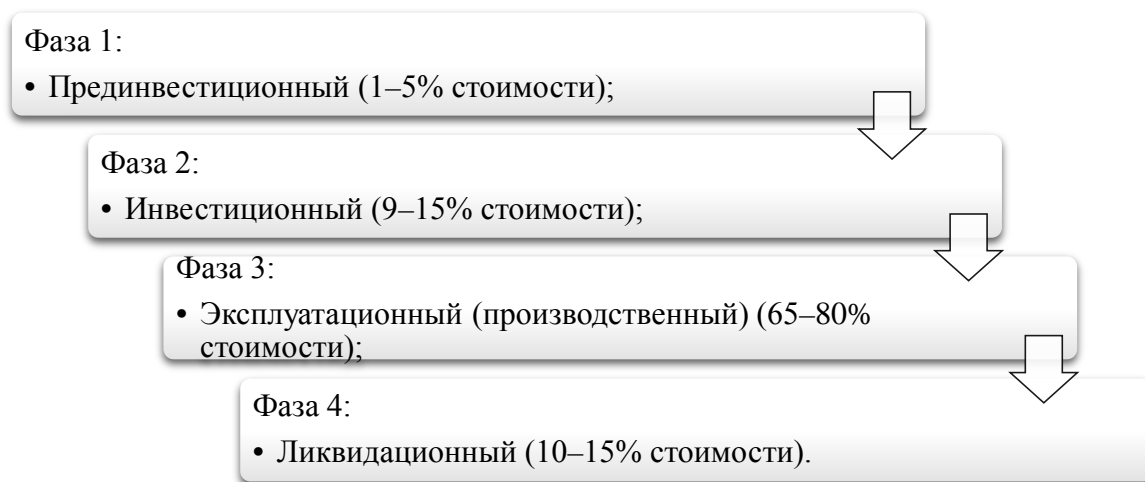 Фаза 1:
• Прединвестиционный (1–5% стоимости);
Фаза 2:
• Инвестиционный (9–15% стоимости);
Фаза 3:
• Эксплуатационный (производственный) (65–80%
стоимости);
Фаза 4:
• Ликвидационный (10–15% стоимости).